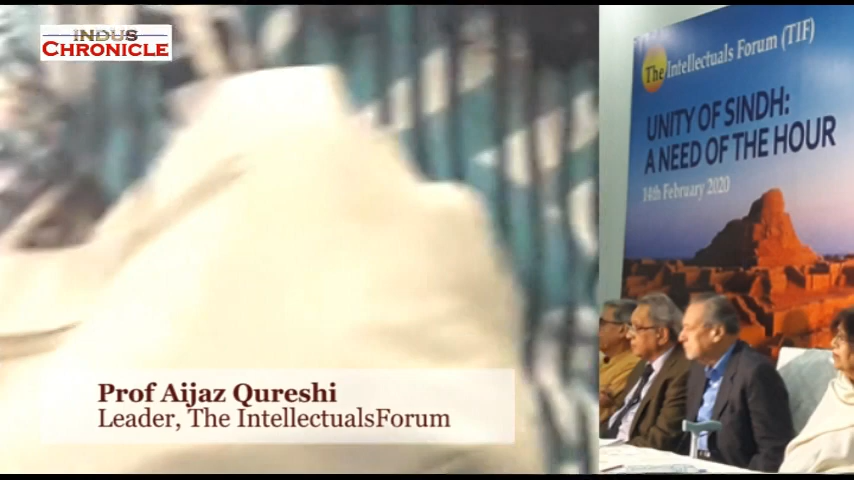 INDUS
CHRONICLE
The Intellectuals Forum (TIF)
UNITY OF SINDH:
A NEED OF THE HOUR
14th February 2020
Prof Aijaz Qureshi
Leader, The IntellectualsForum